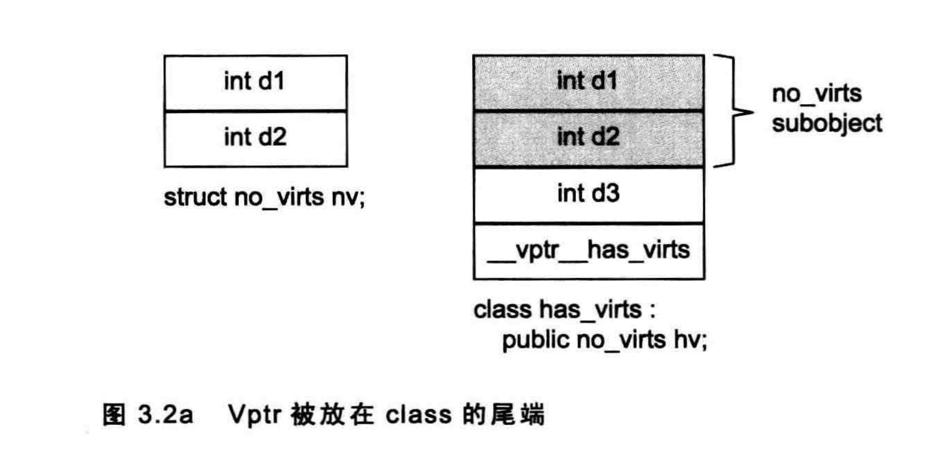 int d1
int d2
struct no_virts nv;
int d1
int d2
int d3
__vptr__has_virts
no_virts
subobject
class has_virts :
public no_virts hv;
图 3.2a Vptr 被放在 class 的尾端